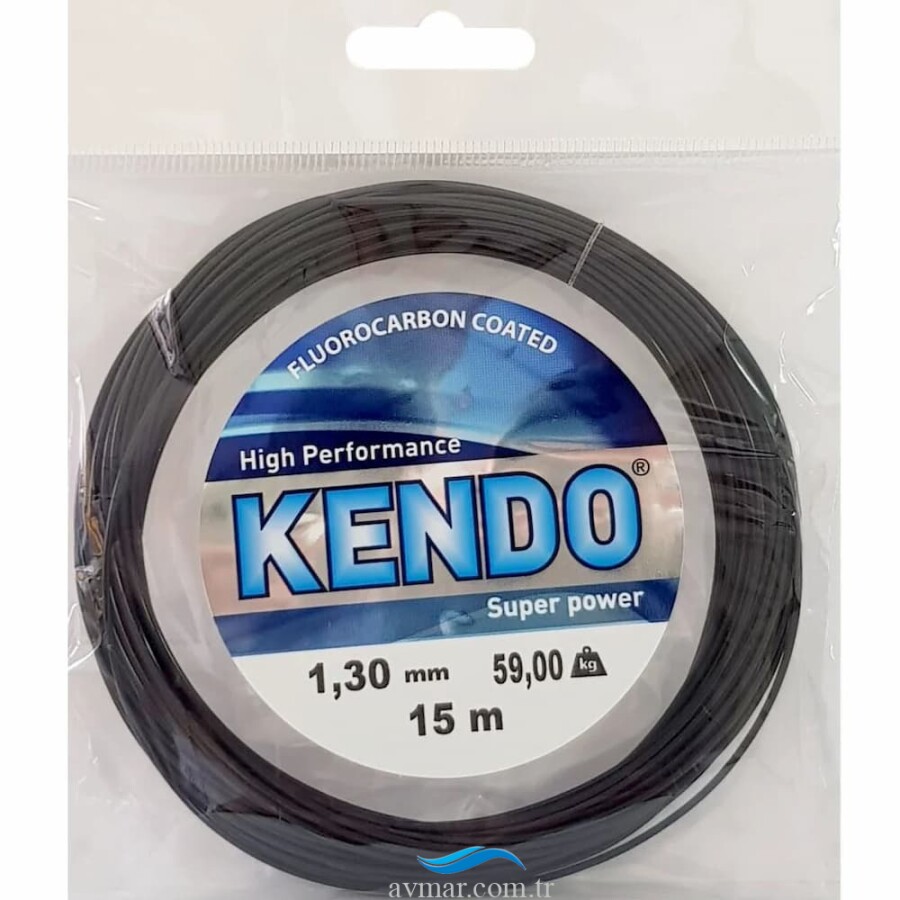 FLUOROCARBON COATED
High Performance
KENDO®
Super power
1,30 mm 59,00 kg
15 m
avmar.com.tr